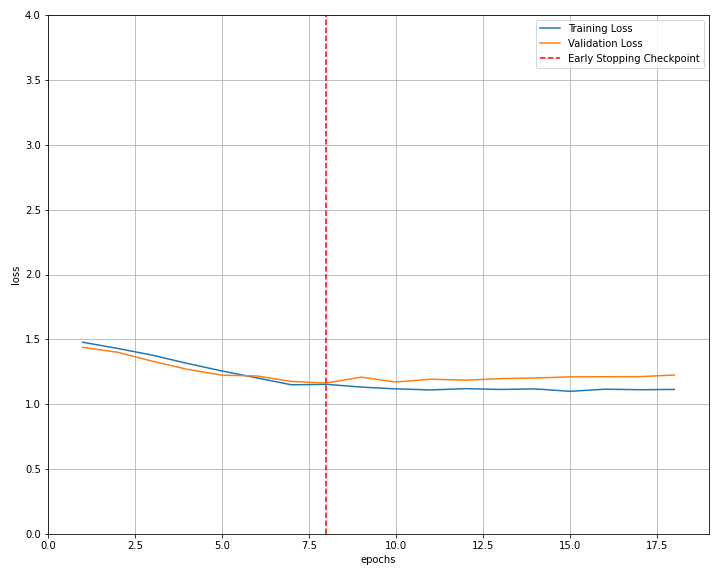 4.0
3.5
3.0
2.5
2.0
1.5
1.0
0.5
0.0
loss
0.0 2.5 5.0 7.5 10.0 12.5 15.0 17.5
epochs
Training Loss
Validation Loss
Early Stopping Checkpoint